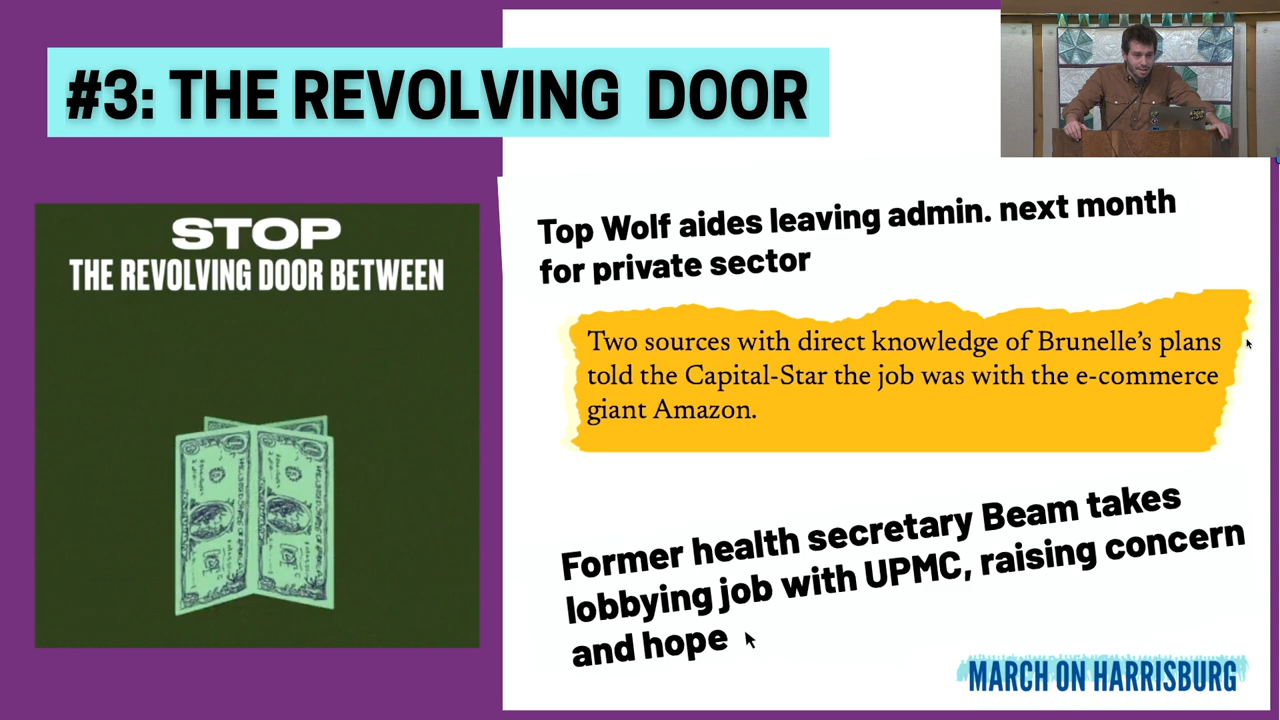 #3: THE REVOLVING DOOR
STOP
THE REVOLVING DOOR BETWEEN
Top Wolf aides leaving admin. next month
for private sector
Two sources with direct knowledge of Brunelle’s plans
told the Capital-Star the job was with the e-commerce
giant Amazon.
Former health secretary Beam takes
lobbying job with UPMC, raising concern
and hope
MARCH ON HARRISBURG